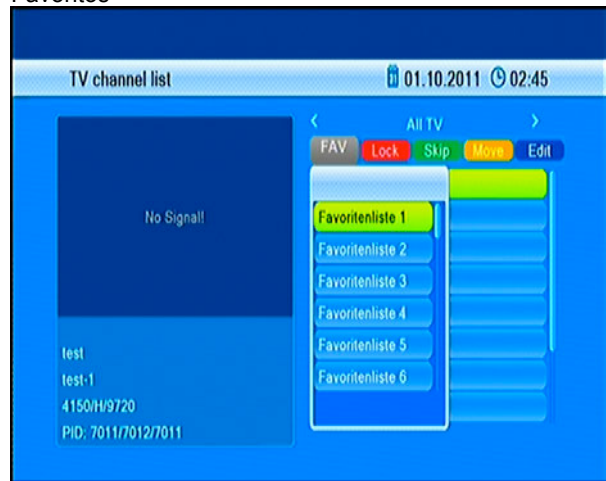 Favorites
TV channel list
01.10.2011 02:45
< All TV >
FAV Lock Skip Move Edit
No Signal!
Favoritenliste 1
Favoritenliste 2
Favoritenliste 3
Favoritenliste 4
Favoritenliste 5
Favoritenliste 6
test
test-1
4150/H/9720
PID: 7011/7012/7011